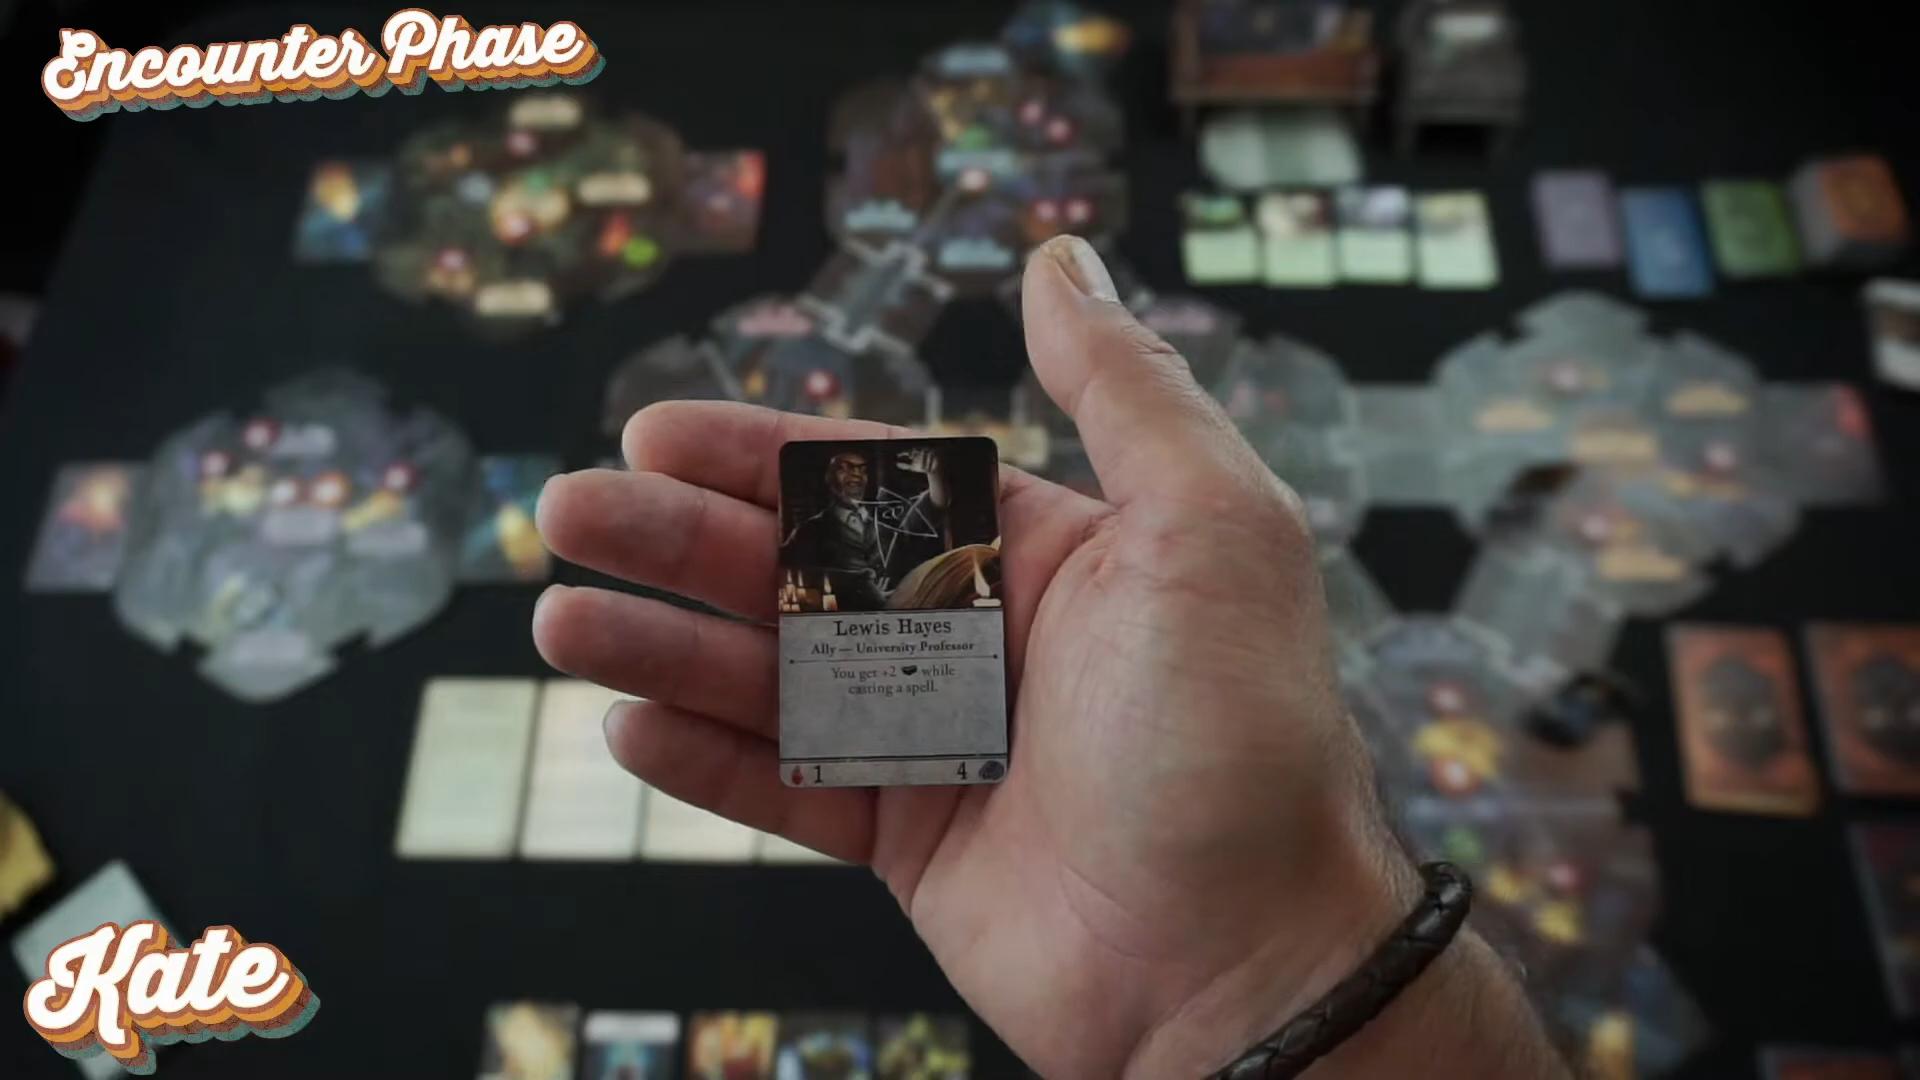 Encounter Phase
Lewis Hayes
Ally — University Professor
You get +2 while
casting a spell.
1 4
Kate